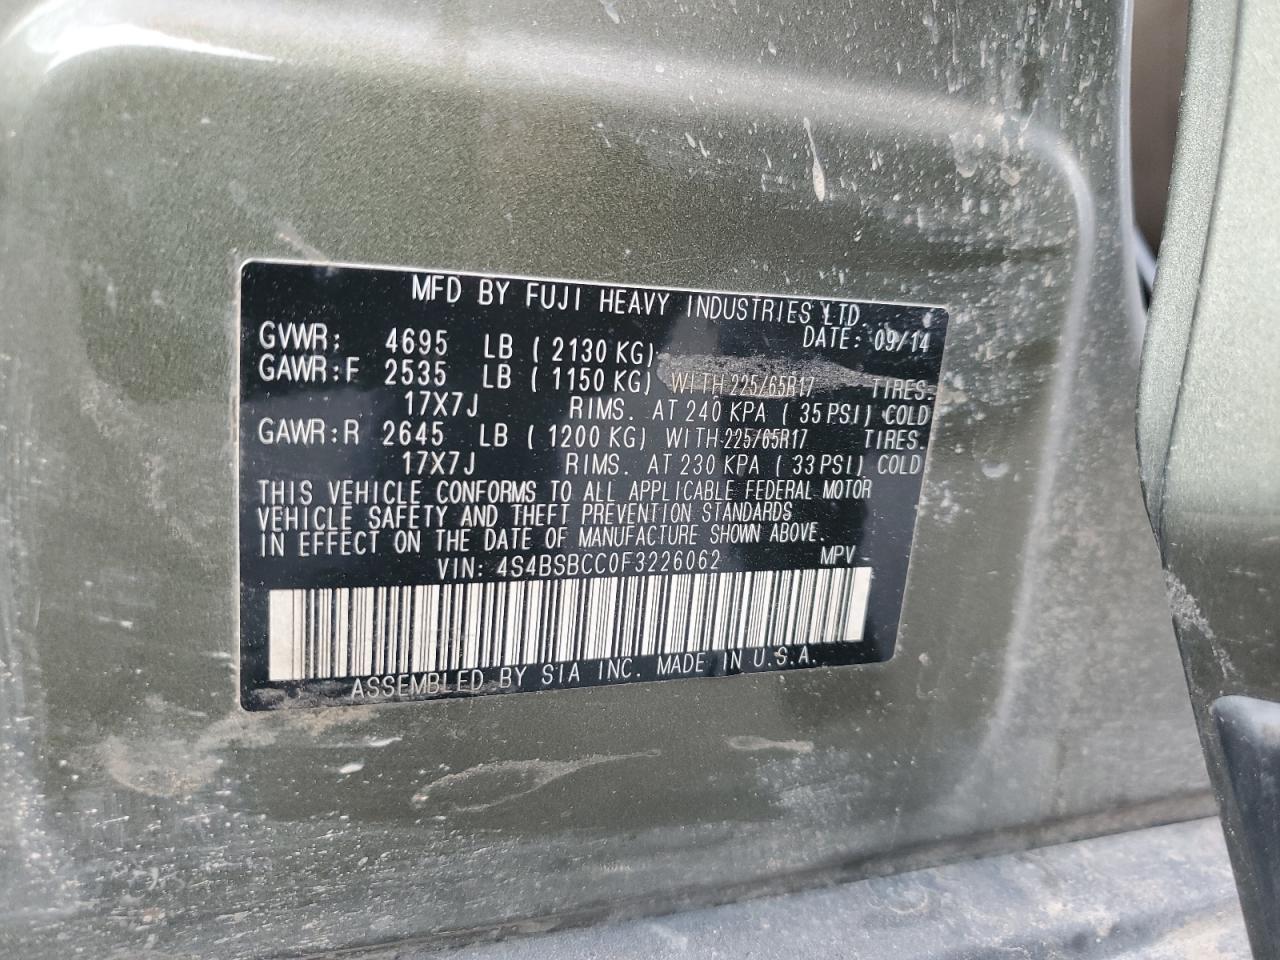 MFD BY FUJI HEAVY INDUSTRIES LTD.
DATE: 09/14
GVWR: 4695 LB ( 2130 KG)
GAWR:F 2535 LB ( 1150 KG) WITH 225/65R17 TIRES.
17X7J RIMS. AT 240 KPA ( 35 PSI) COLD
GAWR:R 2645 LB ( 1200 KG) WITH 225/65R17 TIRES.
17X7J RIMS. AT 230 KPA ( 33 PSI) COLD
THIS VEHICLE CONFORMS TO ALL APPLICABLE FEDERAL MOTOR
VEHICLE SAFETY AND THEFT PREVENTION STANDARDS
IN EFFECT ON THE DATE OF MANUFACTURE SHOWN ABOVE.
VIN: 4S4BSBCC0F3226062 MPV
ASSEMBLED BY SIA INC. MADE IN U.S.A.